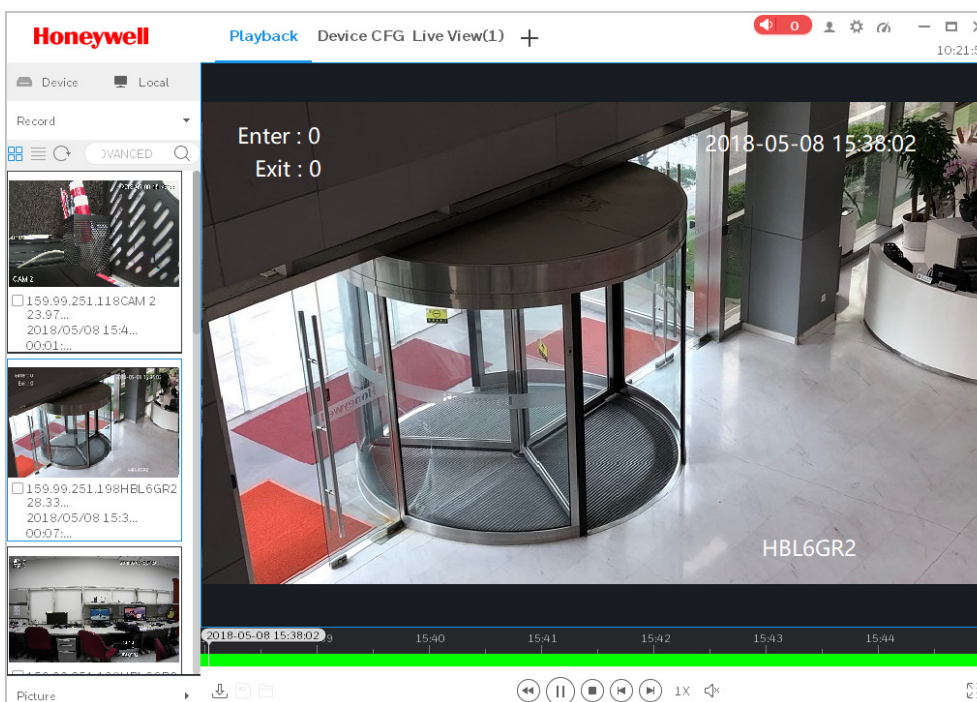 Honeywell
Playback Device CFG Live View(1) +
0
10:21:5
Device Local
Record
DVANCED
CAM 2
159.99.251.118CAM 2
23.97...
2018/05/08 15:4...
00:01:...
159.99.251.198HBL6GR2
28.33...
2018/05/08 15:3...
00:07:...
Picture
Enter : 0
Exit : 0
2018-05-08 15:38:02
Honeywell
HBL6GR2
2018-05-08 15:38:02 9 15:40 15:41 15:42 15:43 15:44
1X